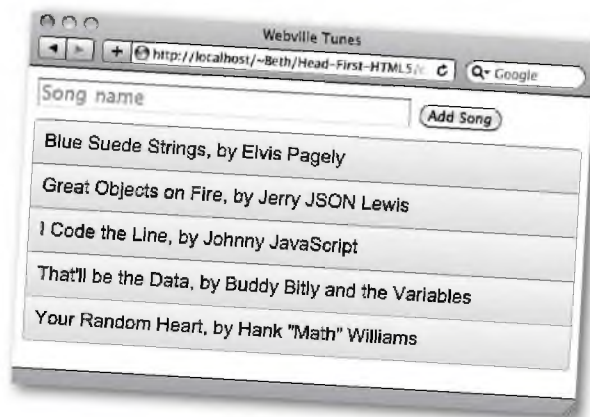 Webville Tunes
http://localhost/~Beth/Head-First-HTML5/
Google
Song name
Add Song
Blue Suede Strings, by Elvis Pagely
Great Objects on Fire, by Jerry JSON Lewis
I Code the Line, by Johnny JavaScript
That'll be the Data, by Buddy Bitly and the Variables
Your Random Heart, by Hank "Math" Williams